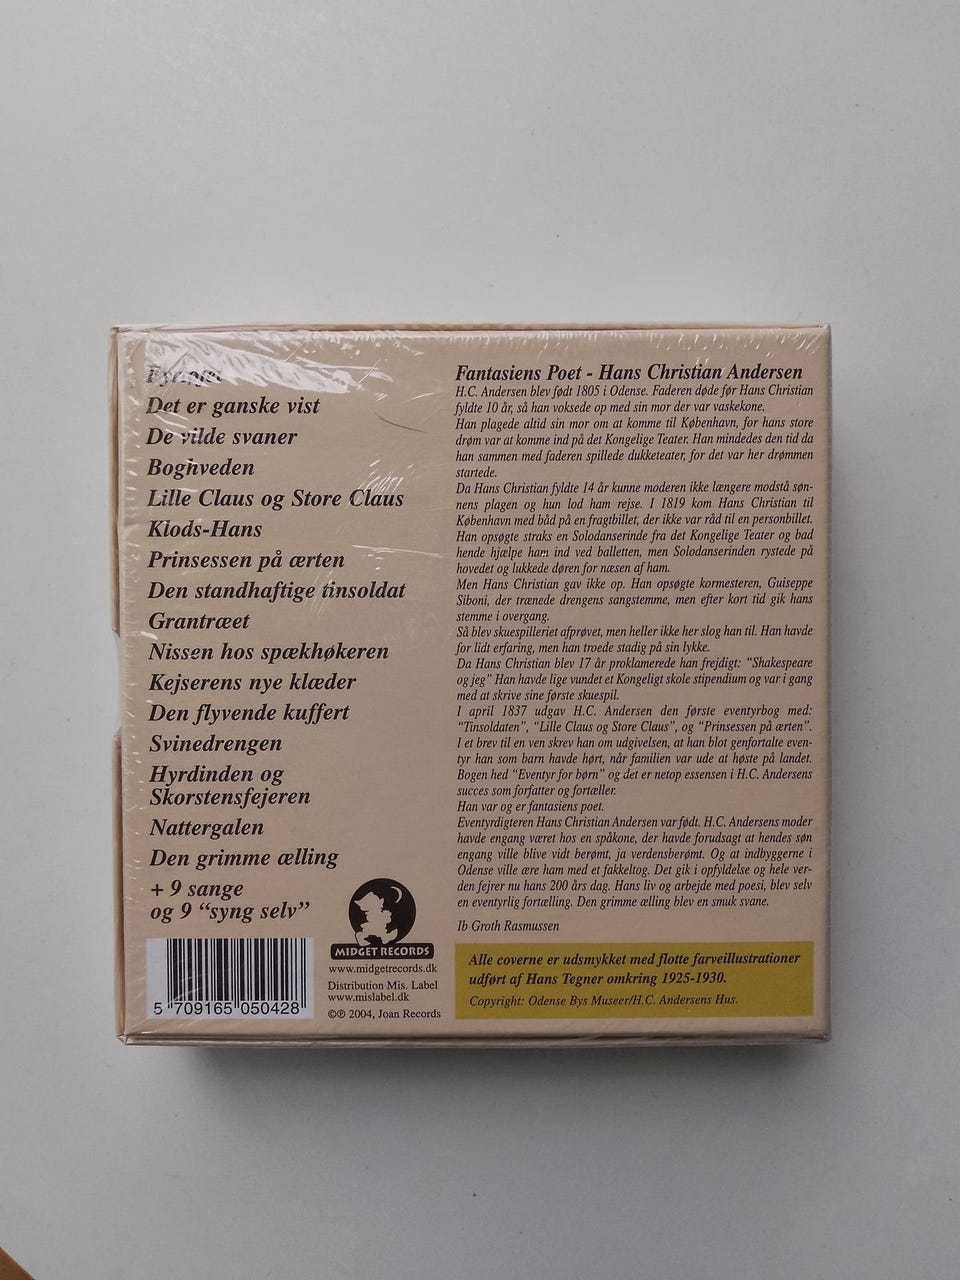 Fyrtøjet
Det er ganske vist
De vilde svaner
Boghveden
Lille Claus og Store Claus
Klods-Hans
Prinsessen på ærten
Den standhaftige tinsoldat
Grantræet
Nissen hos spækhøkeren
Kejserens nye klæder
Den flyvende kuffert
Svinedrengen
Hyrdinden og
Skorstensfejeren
Nattergalen
Den grimme ælling
+ 9 sange
og 9 “syng selv”
5 709165 050428
MIDGET RECORDS
www.midgetrecords.dk
Distribution Mis. Label
www.mislabel.dk
©℗ 2004, Joan Records
Fantasiens Poet - Hans Christian Andersen
H.C. Andersen blev født 1805 i Odense. Faderen døde før Hans Christian
fyldte 10 år, så han voksede op med sin mor der var vaskekone.
Han plagede altid sin mor om at komme til København, for hans store
drøm var at komme ind på det Kongelige Teater. Han mindedes den tid da
han sammen med faderen spillede dukketeater, for det var her drømmen
startede.
Da Hans Christian fyldte 14 år kunne moderen ikke længere modstå søn-
nens plagen og hun lod ham rejse. I 1819 kom Hans Christian til
København med båd på en fragtbillet, der ikke var råd til en personbillet.
Han opsøgte straks en Solodanserinde fra det Kongelige Teater og bad
hende hjælpe ham ind ved balletten, men Solodanserinden rystede på
hovedet og lukkede døren for næsen af ham.
Men Hans Christian gav ikke op. Han opsøgte kormesteren, Guiseppe
Siboni, der trænede drengens sangstemme, men efter kort tid gik hans
stemme i overgang.
Så blev skuespilleriet afprøvet, men heller ikke her slog han til. Han havde
for lidt erfaring, men han troede stadig på sin lykke.
Da Hans Christian blev 17 år proklamerede han frejdigt: “Shakespeare
og jeg” Han havde lige vundet et Kongeligt skole stipendium og var i gang
med at skrive sine første skuespil.
I april 1837 udgav H.C. Andersen den første eventyrbog med:
“Tinsoldaten”, “Lille Claus og Store Claus”, og “Prinsessen på ærten”.
I et brev til en ven skrev han om udgivelsen, at han blot genfortalte even-
tyr han som barn havde hørt, når familien var ude at høste på landet.
Bogen hed “Eventyr for børn” og det er netop essensen i H.C. Andersens
succes som forfatter og fortæller.
Han var og er fantasiens poet.
Eventyrdigteren Hans Christian Andersen var født. H.C. Andersens moder
havde engang været hos en spåkone, der havde forudsagt at hendes søn
engang ville blive vidt berømt, ja verdensberømt. Og at indbyggerne i
Odense ville ære ham med et fakkeltog. Det gik i opfyldelse og hele ver-
den fejrer nu hans 200 års dag. Hans liv og arbejde med poesi, blev selv
en eventyrlig fortælling. Den grimme ælling blev en smuk svane.
Ib Groth Rasmussen
Alle coverne er udsmykket med flotte farveillustrationer
udført af Hans Tegner omkring 1925-1930.
Copyright: Odense Bys Museer/H.C. Andersens Hus.